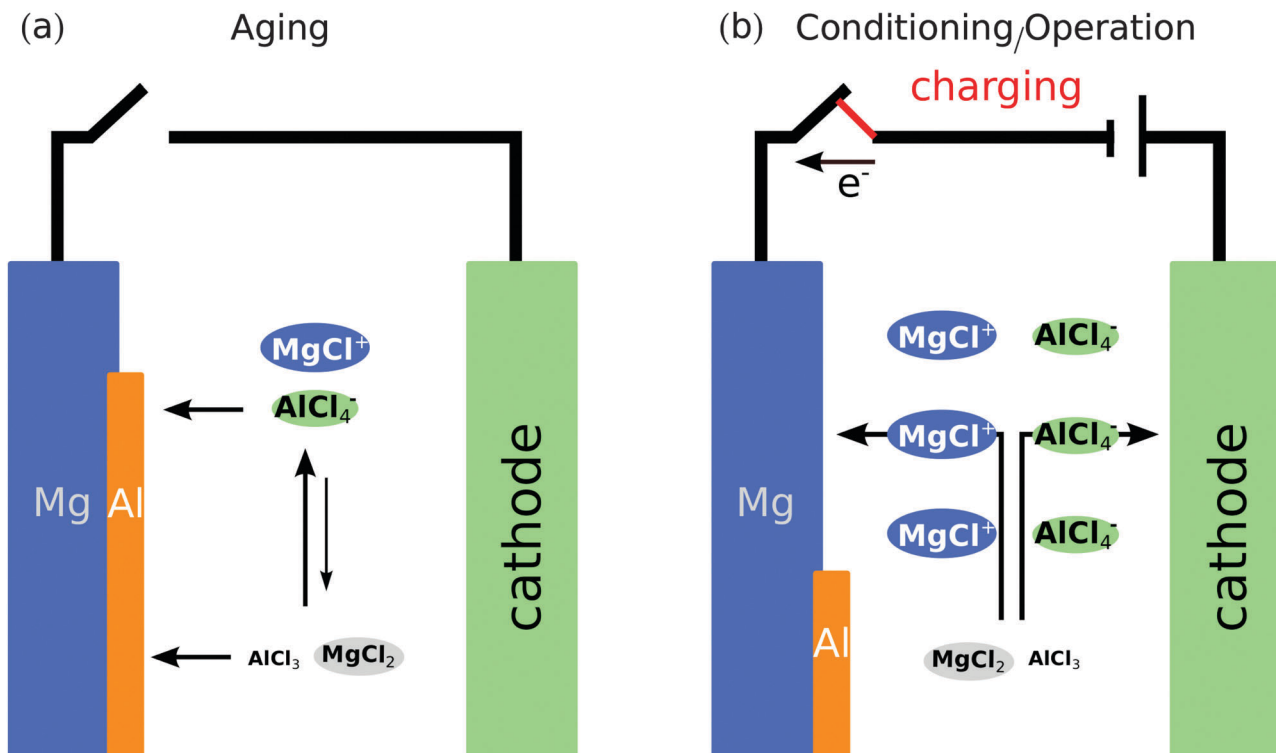 (a) Aging
MgCl⁺
AlCl₄⁻
Mg
Al
AlCl₃
MgCl₂
cathode
(b) Conditioning/Operation
charging
e⁻
MgCl⁺ AlCl₄⁻
MgCl⁺ AlCl₄⁻
Mg
MgCl⁺ AlCl₄⁻
Al
MgCl₂ AlCl₃
cathode